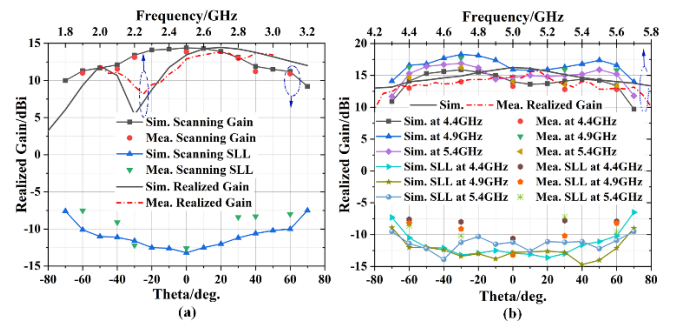 Frequency/GHz
1.8 2.0 2.2 2.4 2.6 2.8 3.0 3.2
Realized Gain/dBi
15
10
5
0
-5
-10
-15
Sim. Scanning Gain
Mea. Scanning Gain
Sim. Scanning SLL
Mea. Scanning SLL
Sim. Realized Gain
Mea. Realized Gain
-80 -60 -40 -20 0 20 40 60 80
Theta/deg.
(a)
Frequency/GHz
4.2 4.4 4.6 4.8 5.0 5.2 5.4 5.6 5.8
Realized Gain/dBi
20
15
10
5
0
-5
-10
-15
Sim. Mea. Realized Gain
Sim. at 4.4GHz Mea. at 4.4GHz
Sim. at 4.9GHz Mea. at 4.9GHz
Sim. at 5.4GHz Mea. at 5.4GHz
Sim. SLL at 4.4GHz Mea. SLL at 4.4GHz
Sim. SLL at 4.9GHz Mea. SLL at 4.9GHz
Sim. SLL at 5.4GHz Mea. SLL at 5.4GHz
-80 -60 -40 -20 0 20 40 60 80
Theta/deg.
(b)